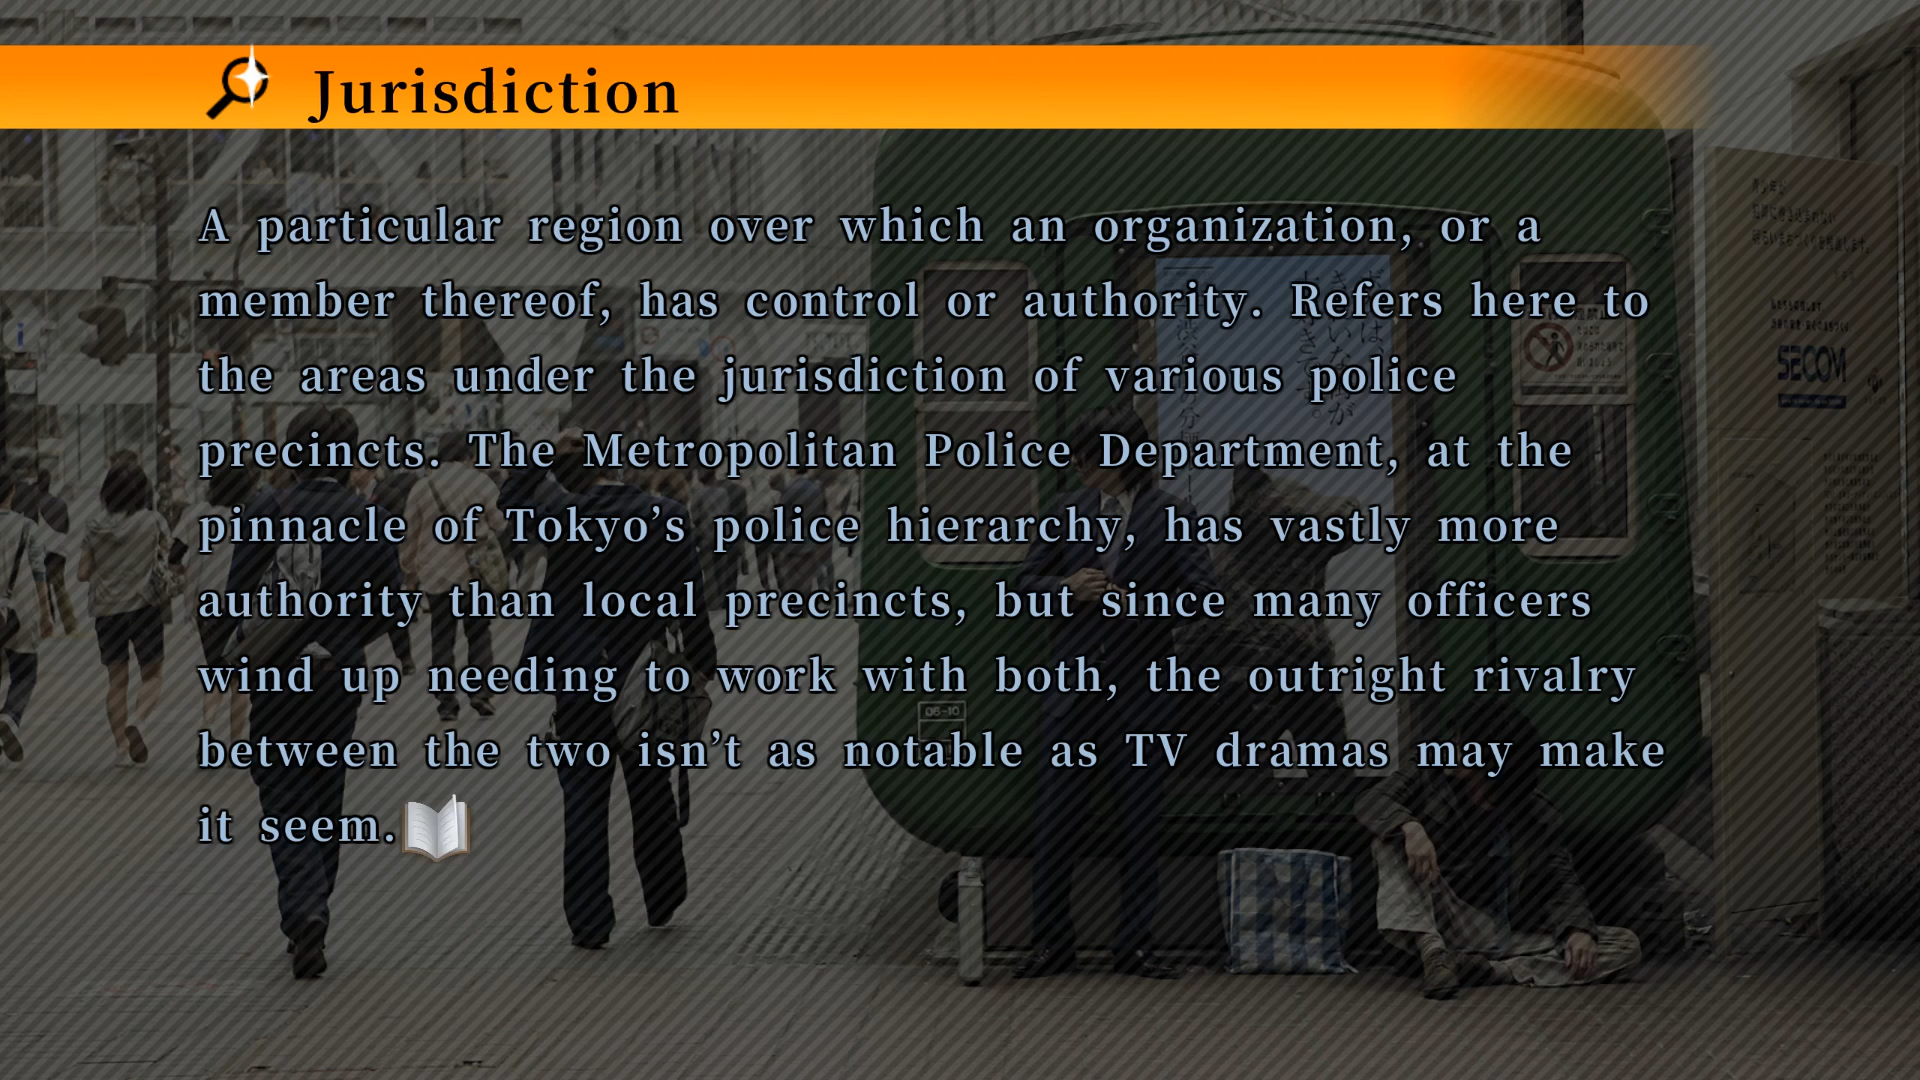 Jurisdiction
A particular region over which an organization, or a
member thereof, has control or authority. Refers here to
the areas under the jurisdiction of various police
precincts. The Metropolitan Police Department, at the
pinnacle of Tokyo’s police hierarchy, has vastly more
authority than local precincts, but since many officers
wind up needing to work with both, the outright rivalry
between the two isn’t as notable as TV dramas may make
it seem.
SECOM
06-10